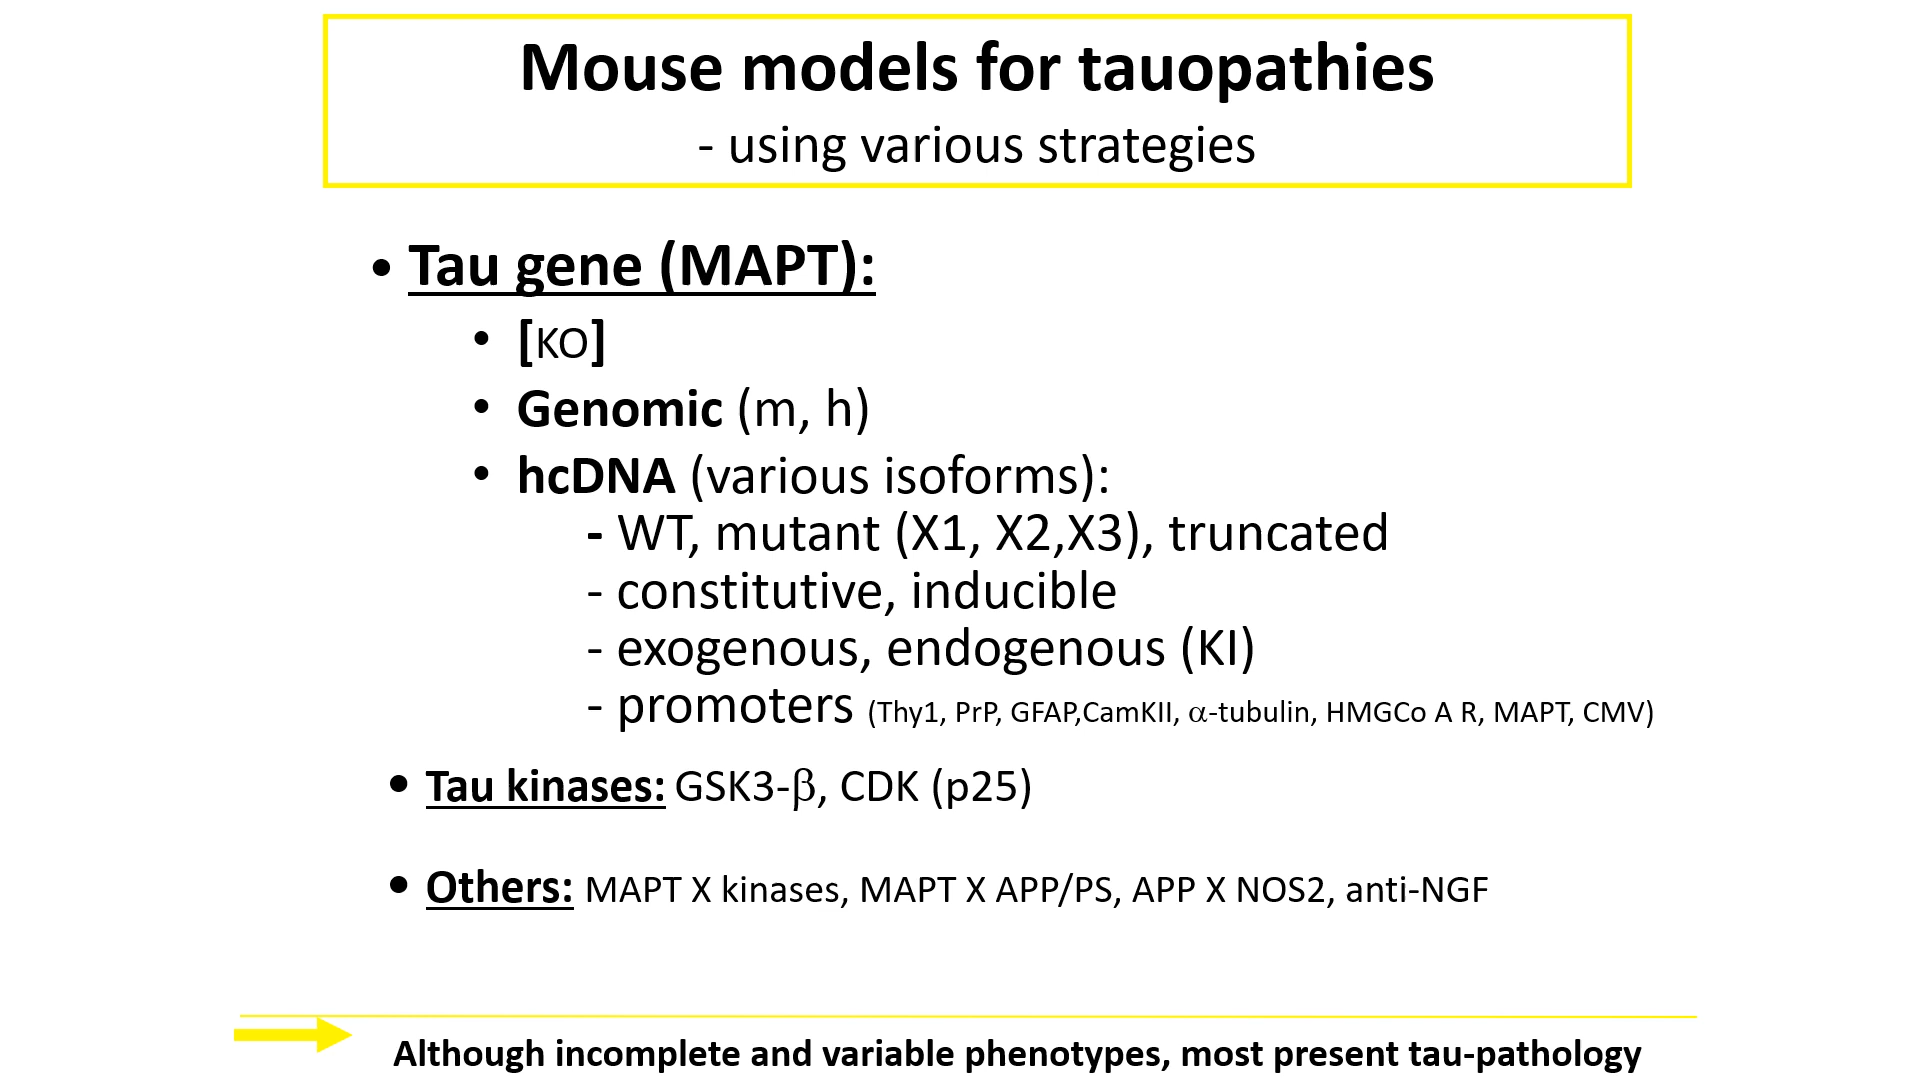 Mouse models for tauopathies
- using various strategies
• Tau gene (MAPT):
• [KO]
• Genomic (m, h)
• hcDNA (various isoforms):
- WT, mutant (X1, X2,X3), truncated
- constitutive, inducible
- exogenous, endogenous (KI)
- promoters (Thy1, PrP, GFAP,CamKII, α-tubulin, HMGCo A R, MAPT, CMV)
• Tau kinases: GSK3-β, CDK (p25)
• Others: MAPT X kinases, MAPT X APP/PS, APP X NOS2, anti-NGF
Although incomplete and variable phenotypes, most present tau-pathology